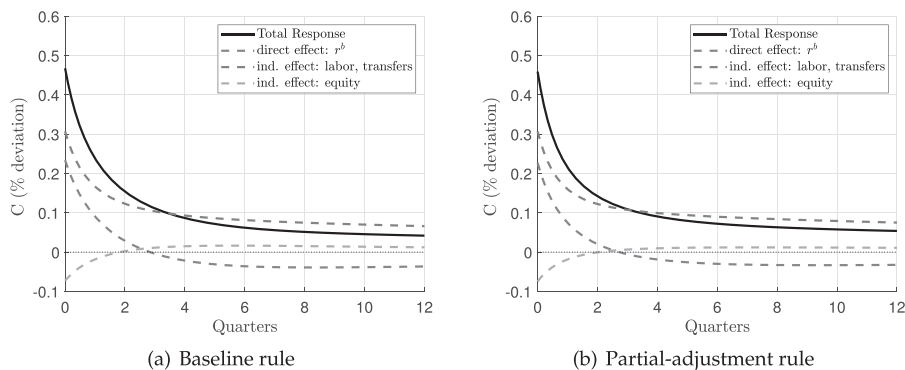 0.6
0.5
0.4
0.3
0.2
0.1
0
-0.1
C (% deviation)
Total Response
direct effect: r^b
ind. effect: labor, transfers
ind. effect: equity
0 2 4 6 8 10 12
Quarters
(a) Baseline rule
0.6
0.5
0.4
0.3
0.2
0.1
0
-0.1
C (% deviation)
Total Response
direct effect: r^b
ind. effect: labor, transfers
ind. effect: equity
0 2 4 6 8 10 12
Quarters
(b) Partial-adjustment rule